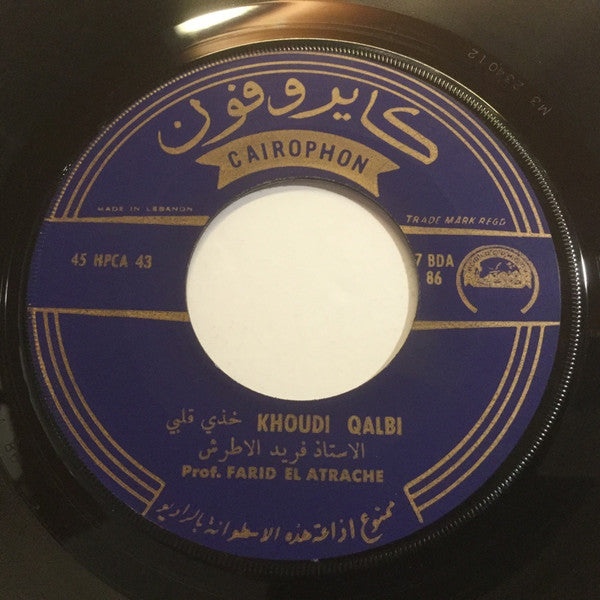 كايروفون
CAIROPHON
MADE IN LEBANON
TRADE MARK REGD
45 HPCA 43
7 BDA
86
خذي قلبي KHOUDI QALBI
الاستاذ فريد الاطرش
Prof. FARID EL ATRACHE
ممنوع اذاعة هذه الاسطوانة بالراديو